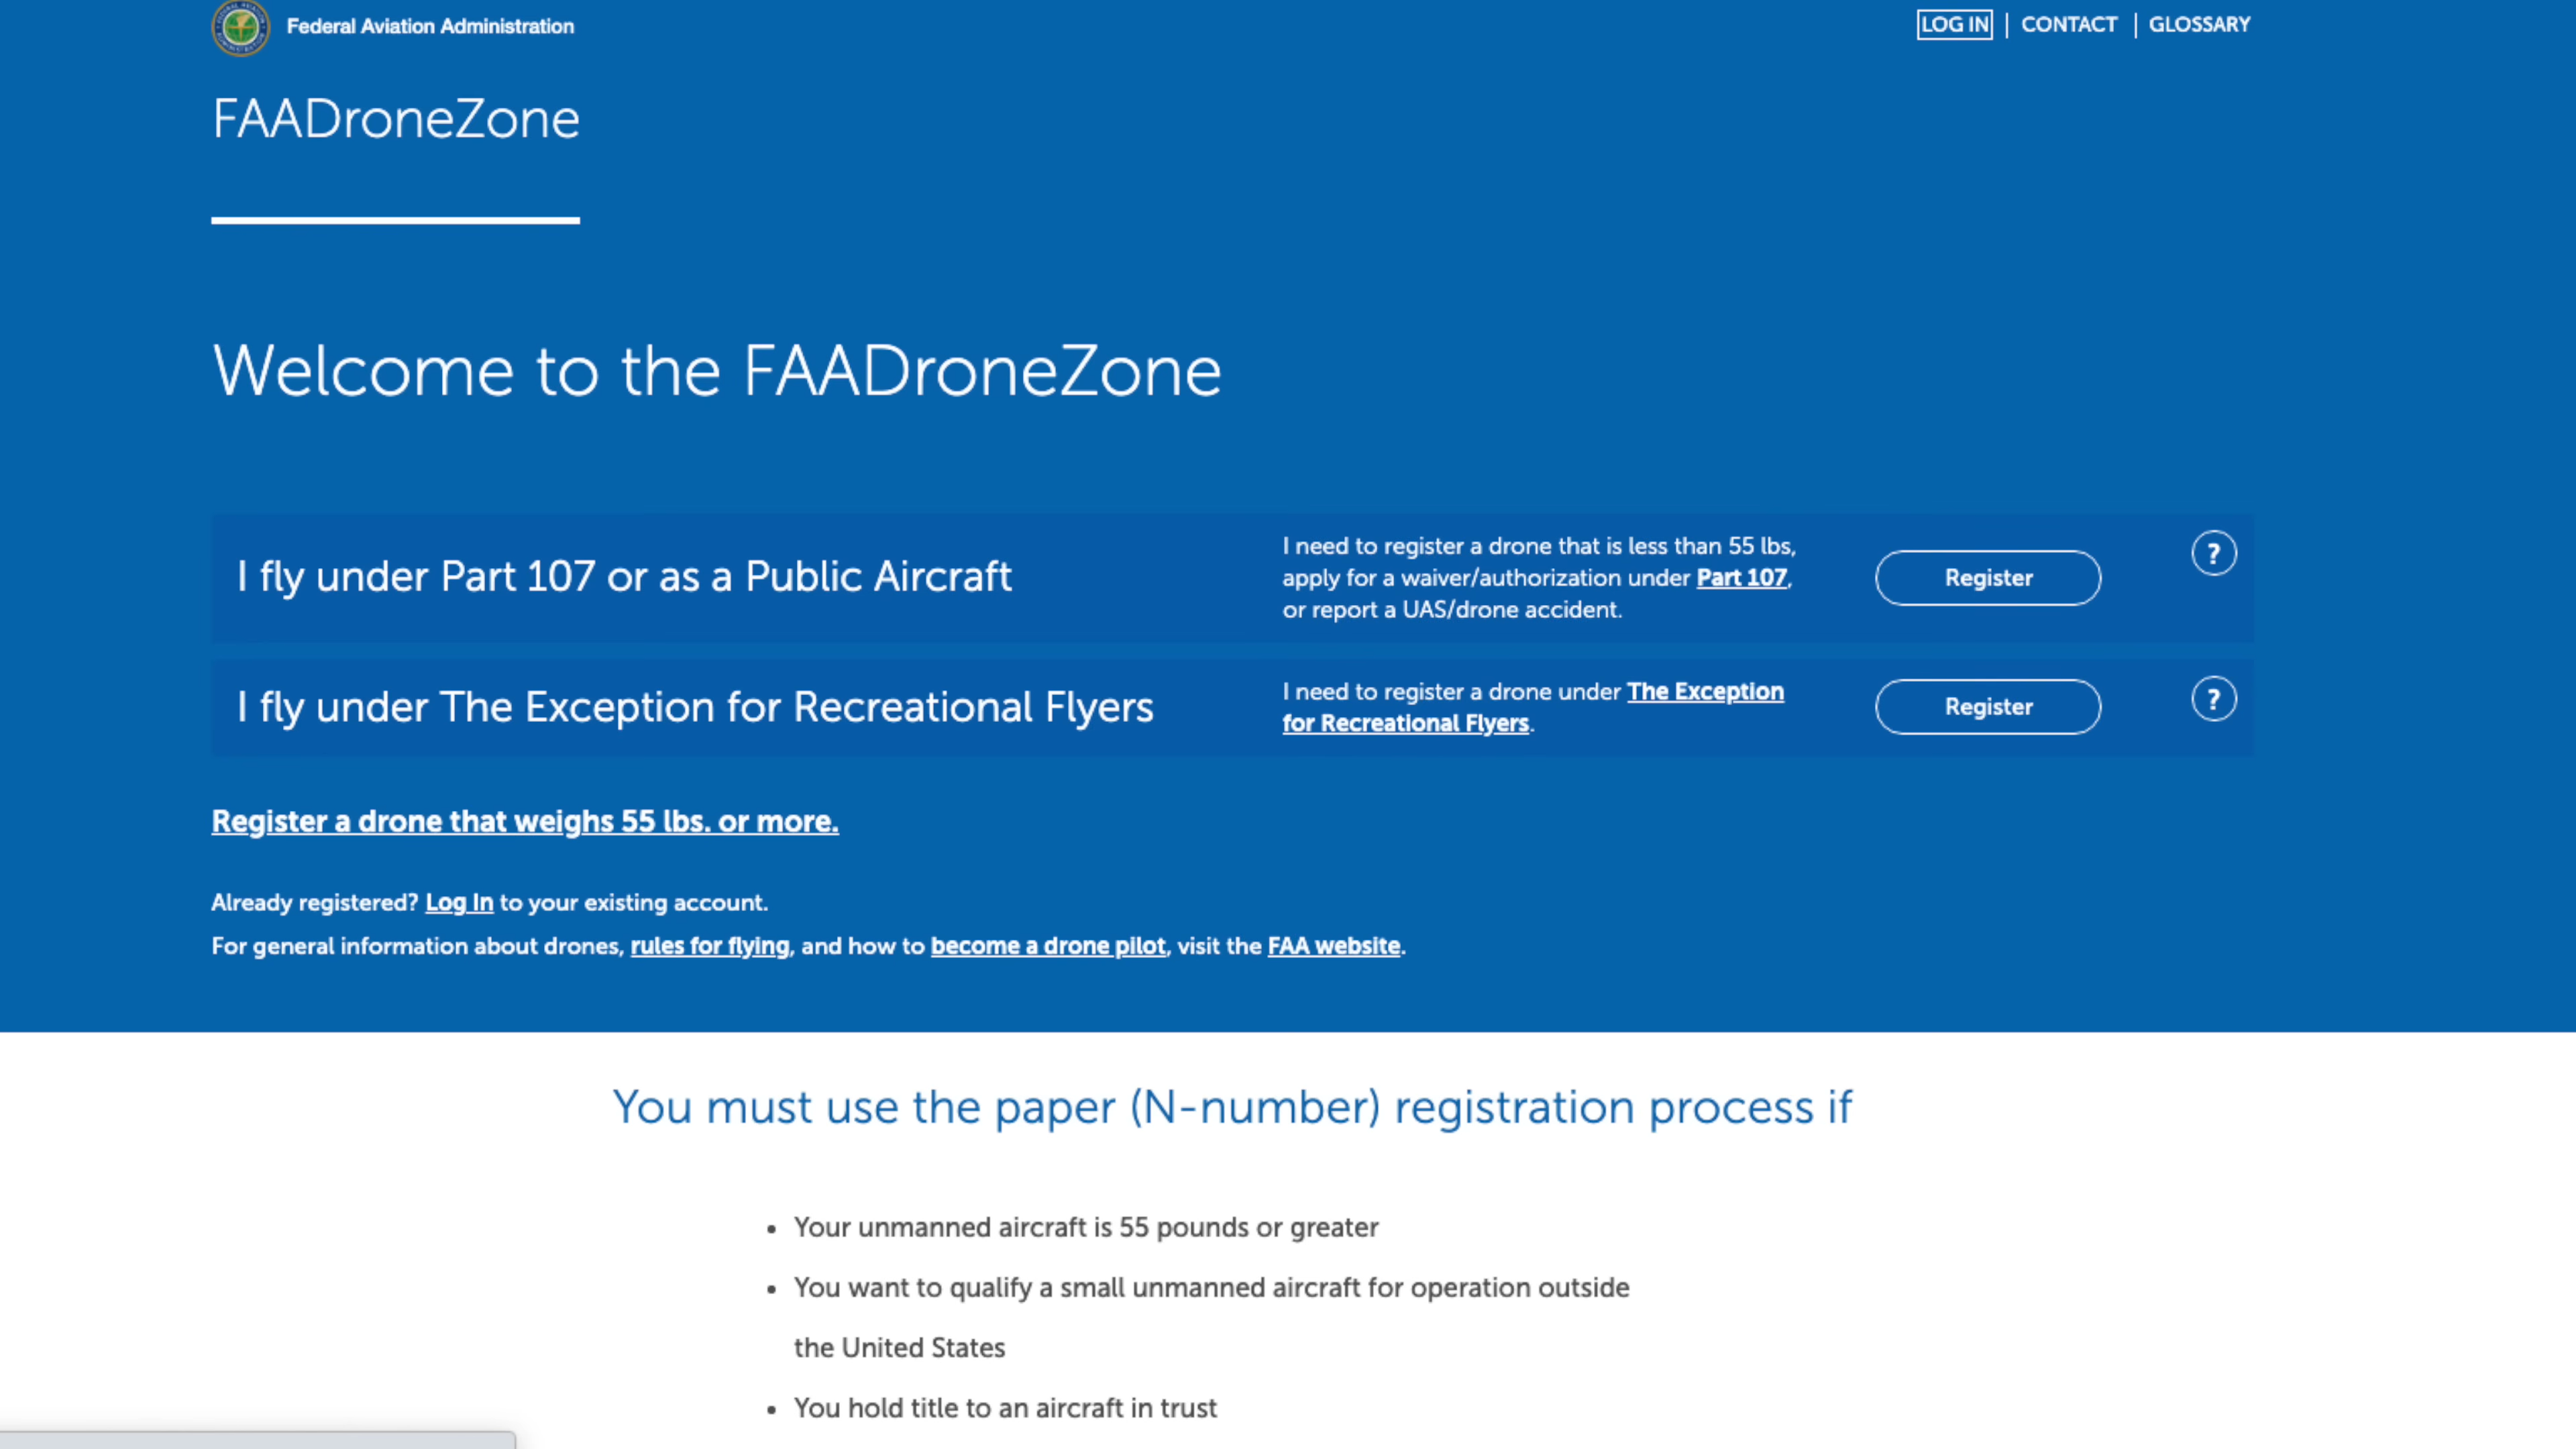 Federal Aviation Administration
LOG IN | CONTACT | GLOSSARY
FAADroneZone
Welcome to the FAADroneZone
I fly under Part 107 or as a Public Aircraft
I need to register a drone that is less than 55 lbs,
apply for a waiver/authorization under Part 107,
or report a UAS/drone accident.
Register
?
I fly under The Exception for Recreational Flyers
I need to register a drone under The Exception
for Recreational Flyers.
Register
?
Register a drone that weighs 55 lbs. or more.
Already registered? Log In to your existing account.
For general information about drones, rules for flying, and how to become a drone pilot, visit the FAA website.
You must use the paper (N-number) registration process if
• Your unmanned aircraft is 55 pounds or greater
• You want to qualify a small unmanned aircraft for operation outside
the United States
• You hold title to an aircraft in trust